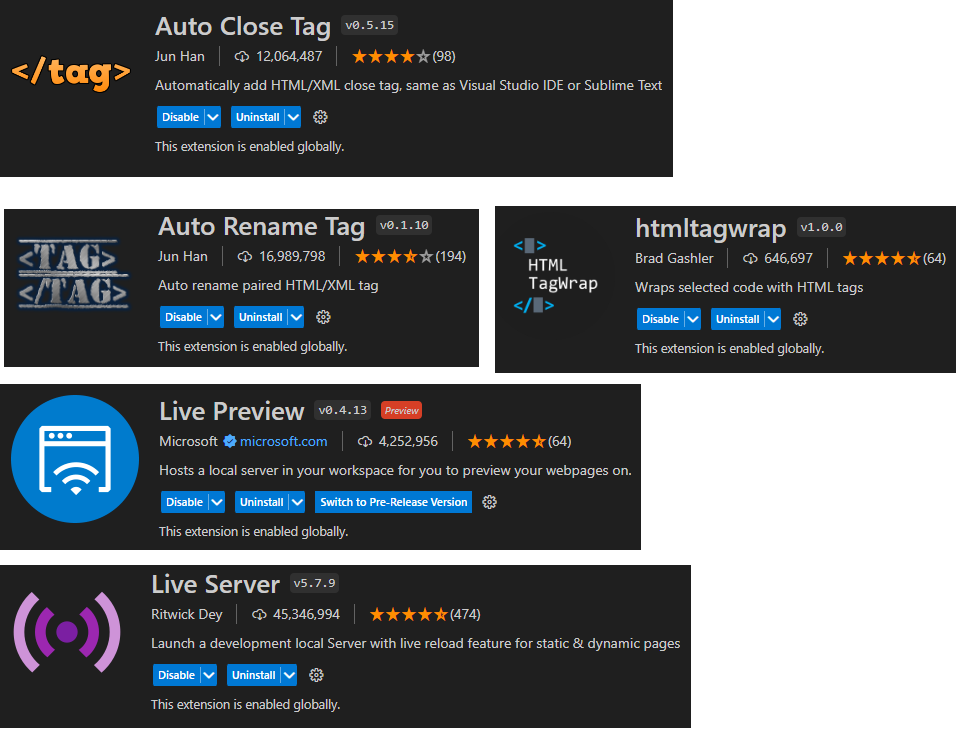 </tag>
Auto Close Tag v0.5.15
Jun Han 12,064,487 (98)
Automatically add HTML/XML close tag, same as Visual Studio IDE or Sublime Text
Disable Uninstall
This extension is enabled globally.
<TAG>
</TAG>
Auto Rename Tag v0.1.10
Jun Han 16,989,798 (194)
Auto rename paired HTML/XML tag
Disable Uninstall
This extension is enabled globally.
< >
HTML
TagWrap
</ >
htmltagwrap v1.0.0
Brad Gashler 646,697 (64)
Wraps selected code with HTML tags
Disable Uninstall
This extension is enabled globally.
Live Preview v0.4.13 Preview
Microsoft microsoft.com 4,252,956 (64)
Hosts a local server in your workspace for you to preview your webpages on.
Disable Uninstall Switch to Pre-Release Version
This extension is enabled globally.
Live Server v5.7.9
Ritwick Dey 45,346,994 (474)
Launch a development local Server with live reload feature for static & dynamic pages
Disable Uninstall
This extension is enabled globally.